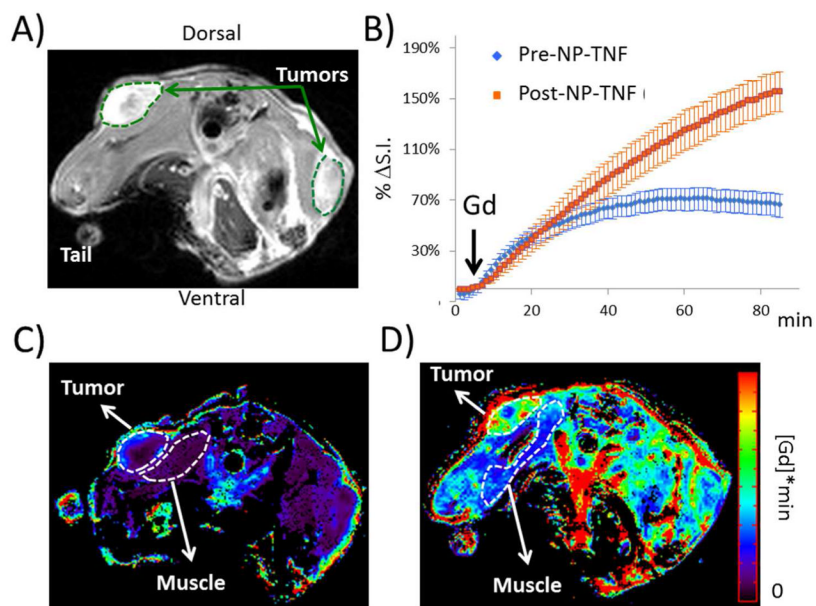 A)
Dorsal
Tumors
Tail
Ventral
B)
190%
150%
110%
70%
30%
% ΔS.I.
Pre-NP-TNF
Post-NP-TNF (
Gd
0
20
40
60
80
min
C)
Tumor
Muscle
D)
Tumor
Muscle
[Gd]*min
0